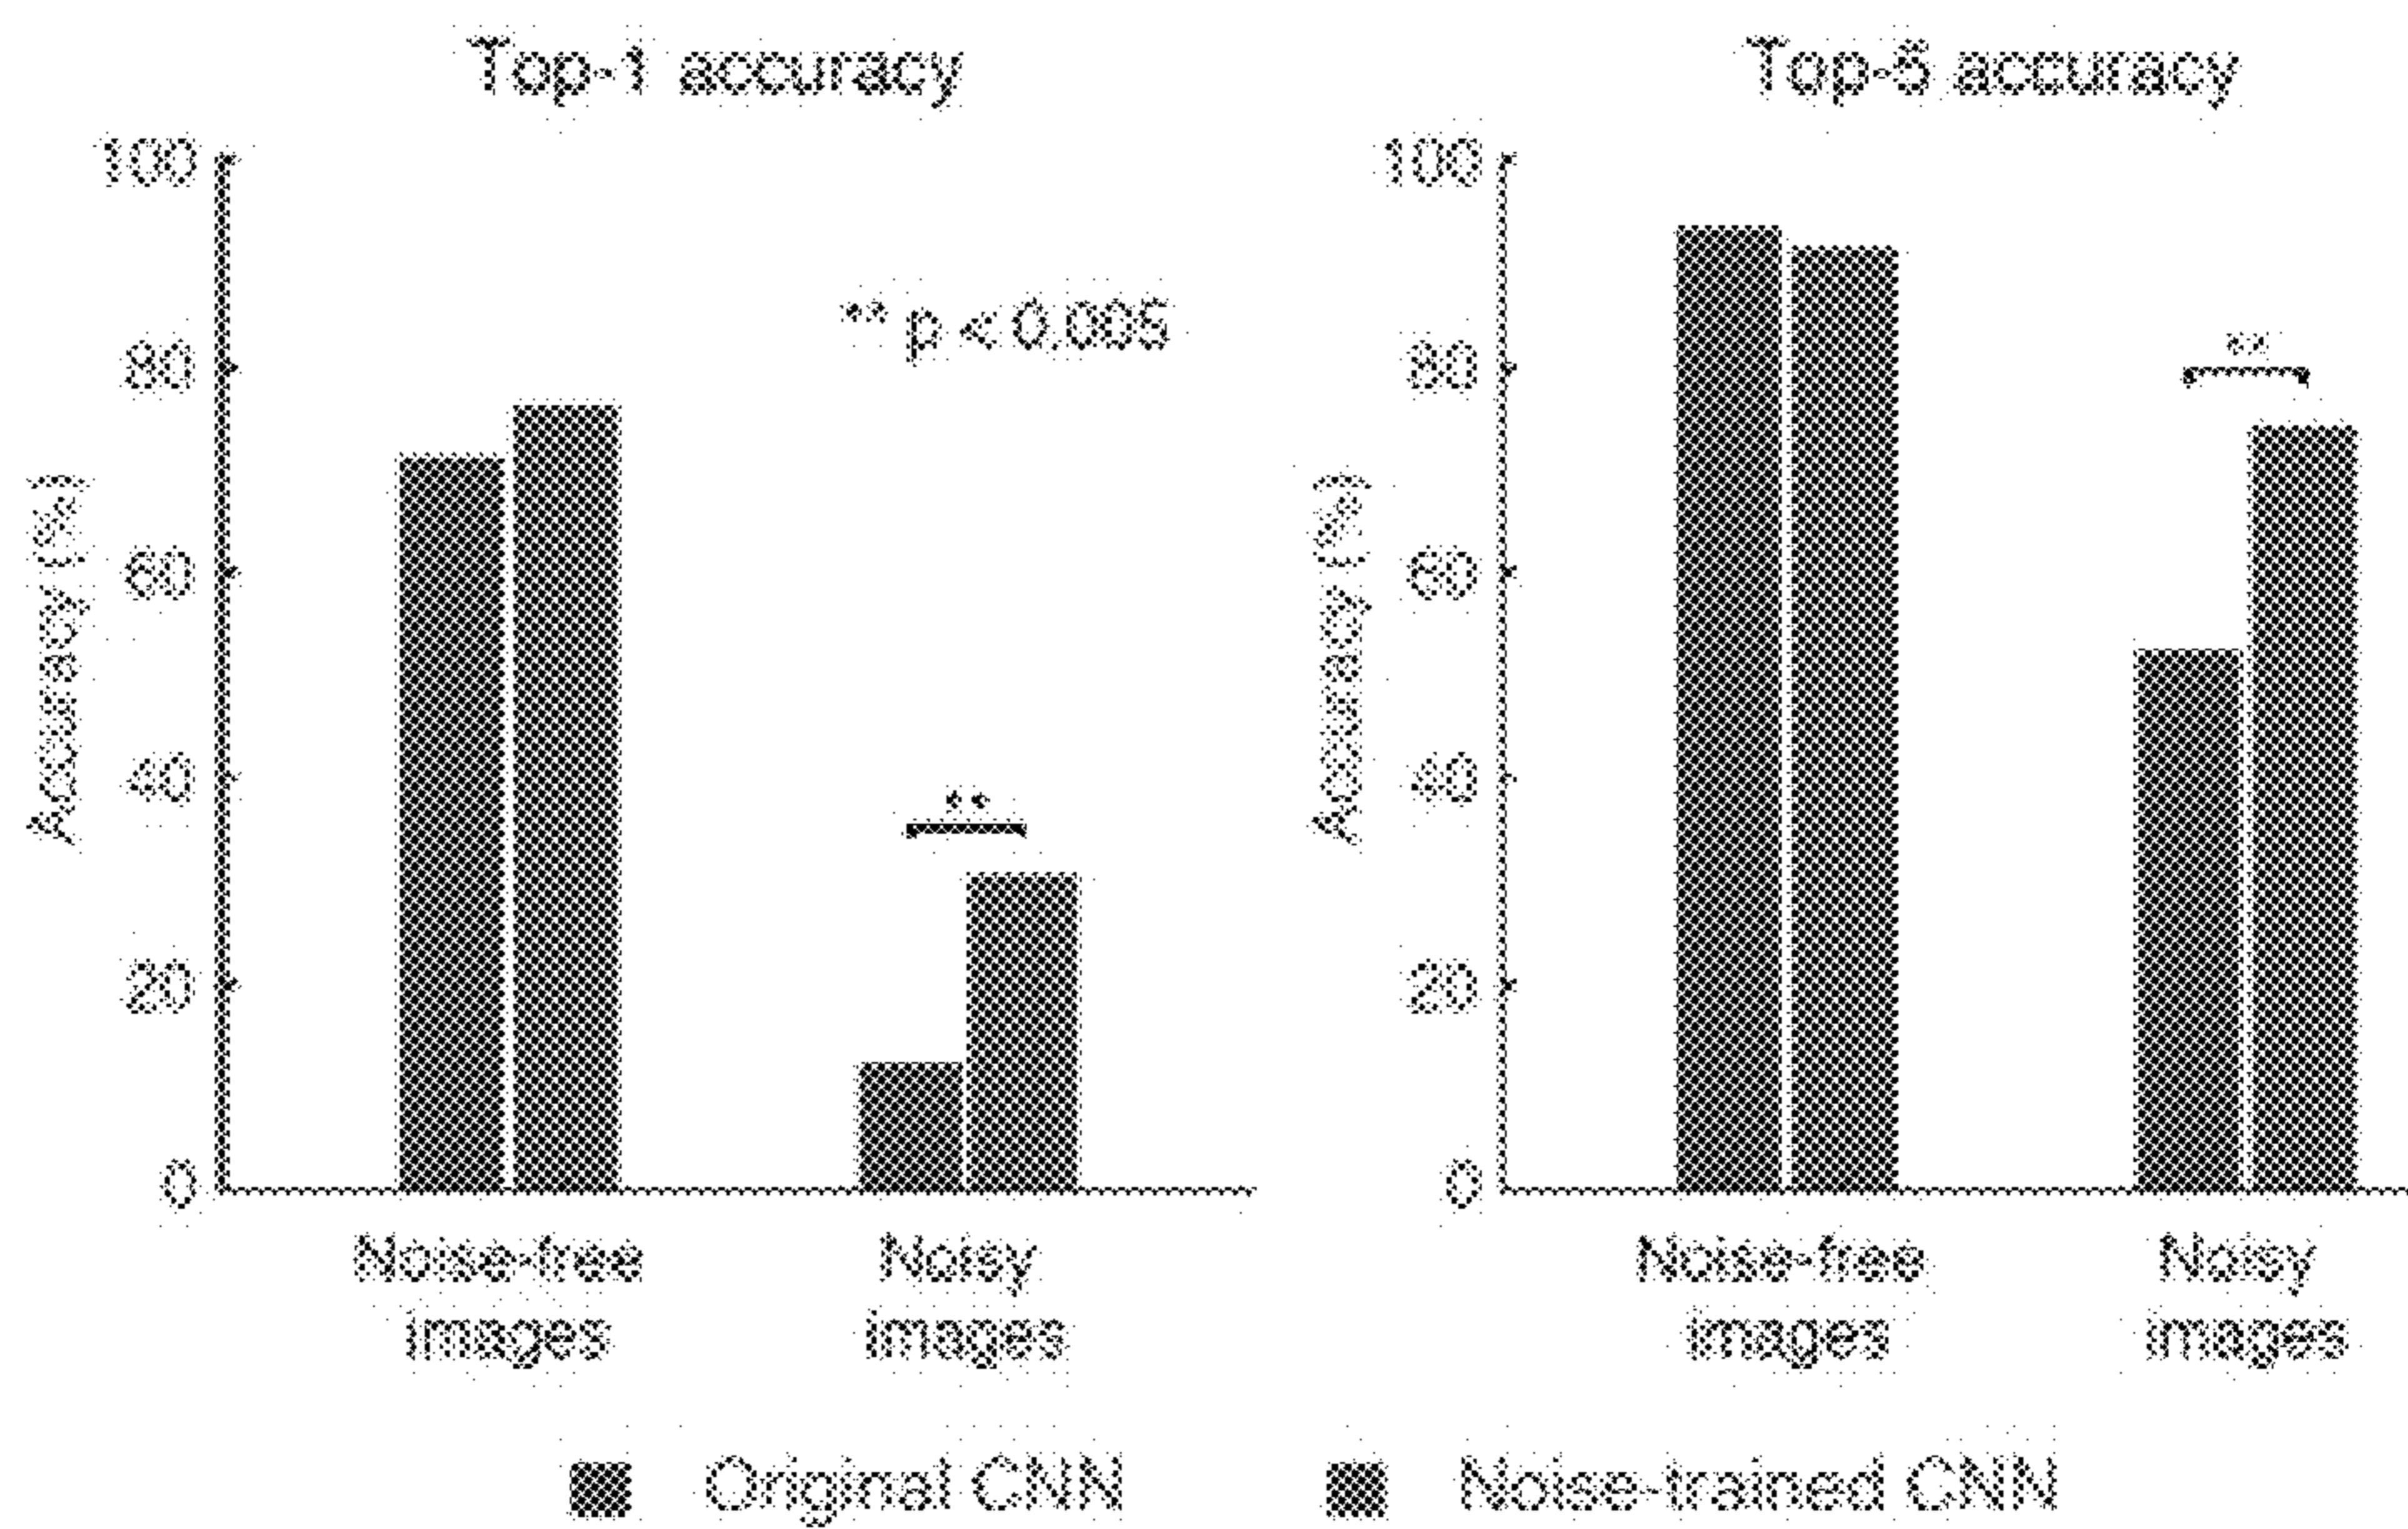 Top-1 accuracy
100
80
60
40
20
0
Accuracy (%)
** p < 0.005
**
Noise-free
images
Noisy
images
Top-5 accuracy
100
80
60
40
20
0
Accuracy (%)
**
Noise-free
images
Noisy
images
Original CNN
Noise-trained CNN